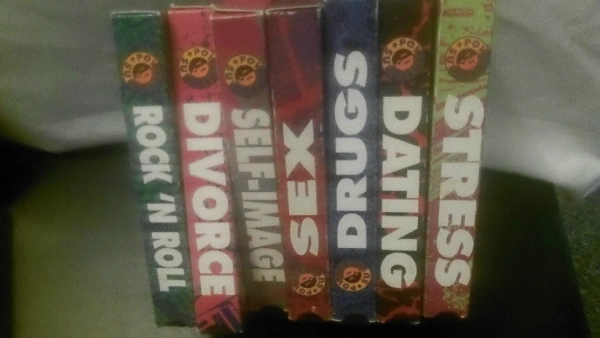 ROCK 'N ROLL
DIVORCE
SELF-IMAGE
SEX
DRUGS
DATING
STRESS